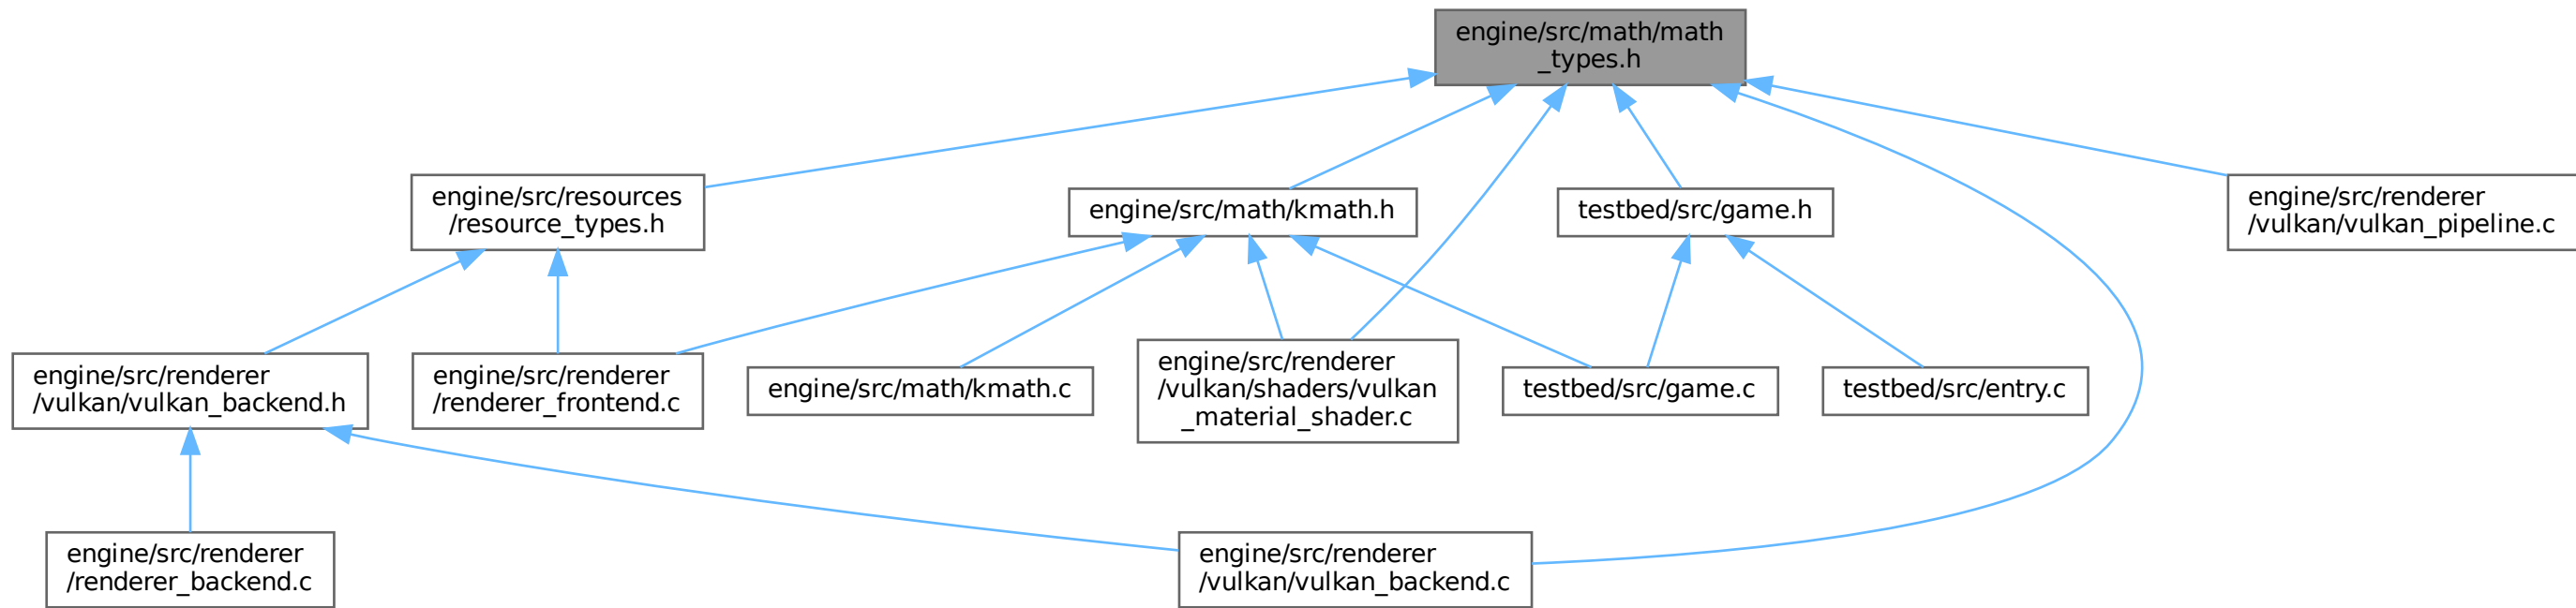 engine/src/math/math
_types.h
engine/src/resources
/resource_types.h
engine/src/math/kmath.h
testbed/src/game.h
engine/src/renderer
/vulkan/vulkan_pipeline.c
engine/src/renderer
/vulkan/vulkan_backend.h
engine/src/renderer
/renderer_frontend.c
engine/src/math/kmath.c
engine/src/renderer
/vulkan/shaders/vulkan
_material_shader.c
testbed/src/game.c
testbed/src/entry.c
engine/src/renderer
/renderer_backend.c
engine/src/renderer
/vulkan/vulkan_backend.c